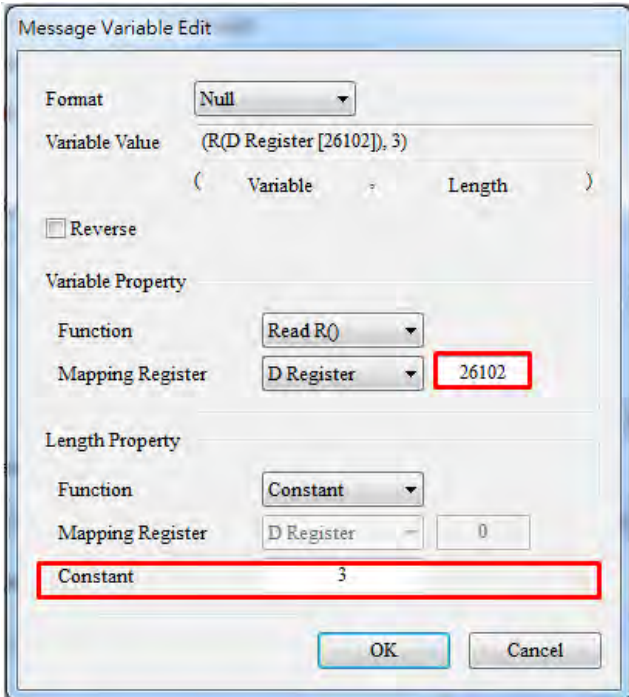 Message Variable Edit
Format Null
Variable Value (R(D Register [26102]), 3)
( Variable , Length )
Reverse
Variable Property
Function Read R()
Mapping Register D Register 26102
Length Property
Function Constant
Mapping Register D Register 0
Constant 3
OK Cancel